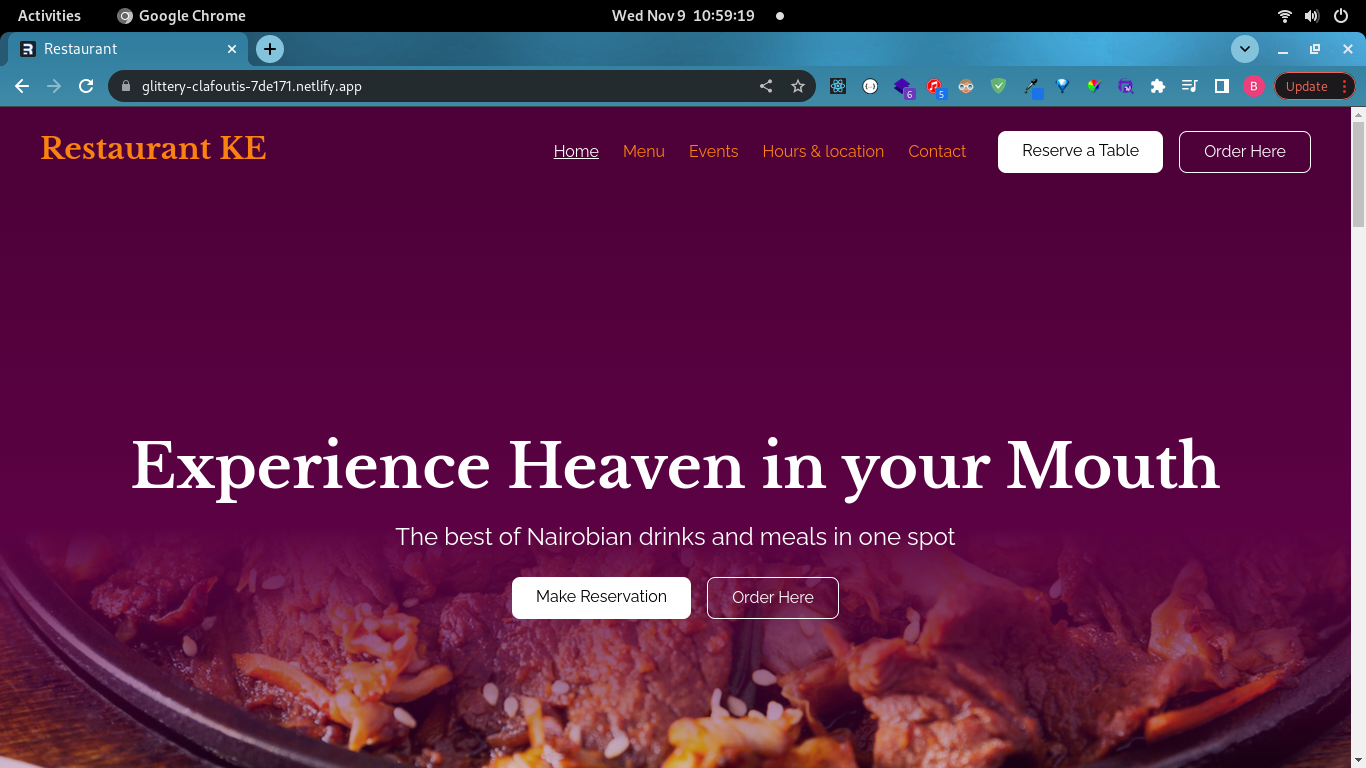 Activities Google Chrome Wed Nov 9 10:59:19
Restaurant
glittery-clafoutis-7de171.netlify.app 6 5 B Update
Restaurant KE Home Menu Events Hours & location Contact Reserve a Table Order Here
Experience Heaven in your Mouth
The best of Nairobian drinks and meals in one spot
Make Reservation Order Here